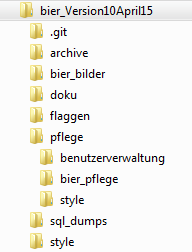 bier_Version10April15
.git
archive
bier_bilder
doku
flaggen
pflege
benutzerverwaltung
bier_pflege
style
sql_dumps
style